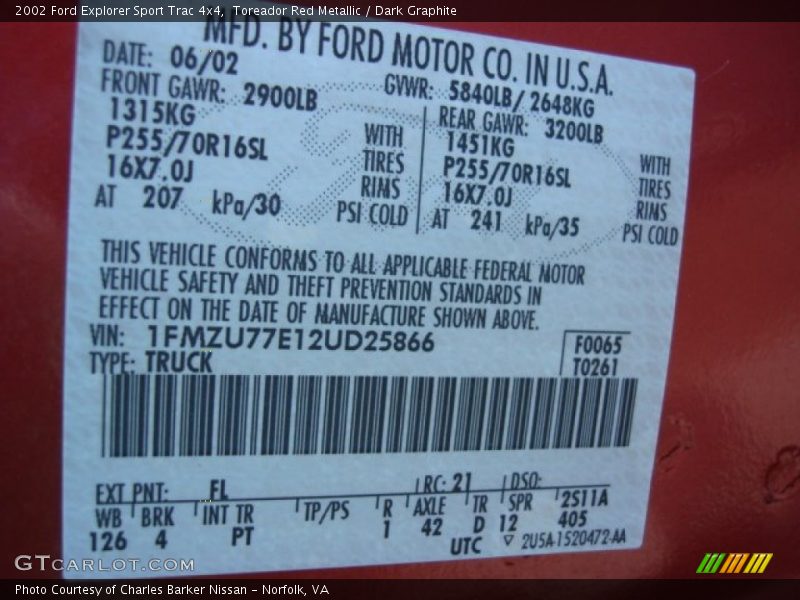 2002 Ford Explorer Sport Trac 4x4, Toreador Red Metallic / Dark Graphite
MFD. BY FORD MOTOR CO. IN U.S.A.
DATE: 06/02 GVWR: 5840LB/ 2648KG
FRONT GAWR: 2900LB REAR GAWR: 3200LB
1315KG WITH 1451KG WITH
P255/70R16SL TIRES P255/70R16SL TIRES
16X7.0J RIMS 16X7.0J RIMS
AT 207 kPa/30 PSI COLD AT 241 kPa/35 PSI COLD
THIS VEHICLE CONFORMS TO ALL APPLICABLE FEDERAL MOTOR
VEHICLE SAFETY AND THEFT PREVENTION STANDARDS IN
EFFECT ON THE DATE OF MANUFACTURE SHOWN ABOVE.
VIN: 1FMZU77E12UD25866 F0065
TYPE: TRUCK T0261
EXT PNT: FL RC: 21 DSO:
WB BRK INT TR TP/PS R AXLE TR SPR 2S11A
126 4 PT 1 42 D 12 405
UTC ▽ 2U5A-1520472-AA
GTCARLOT.COM
Photo Courtesy of Charles Barker Nissan - Norfolk, VA